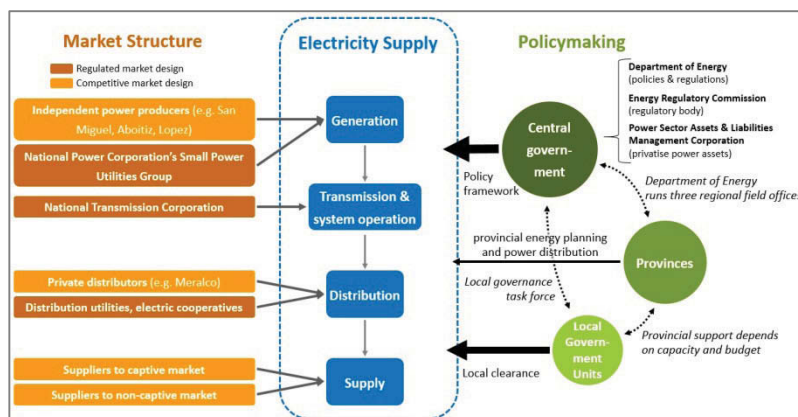 Market Structure
Regulated market design
Competitive market design
Independent power producers (e.g. San
Miguel, Aboitiz, Lopez)
National Power Corporation's Small Power
Utilities Group
National Transmission Corporation
Private distributors (e.g. Meralco)
Distribution utilities, electric cooperatives
Suppliers to captive market
Suppliers to non-captive market
Electricity Supply
Generation
Transmission &
system operation
Distribution
Supply
Policymaking
Department of Energy
(policies & regulations)
Energy Regulatory Commission
(regulatory body)
Power Sector Assets & Liabilities
Management Corporation
(privatise power assets)
Central
govern-
ment
Policy
framework
Department of Energy
runs three regional field offices
provincial energy planning
and power distribution
Provinces
Local governance
task force
Local
Govern-
ment
Units
Provincial support depends
on capacity and budget
Local clearance